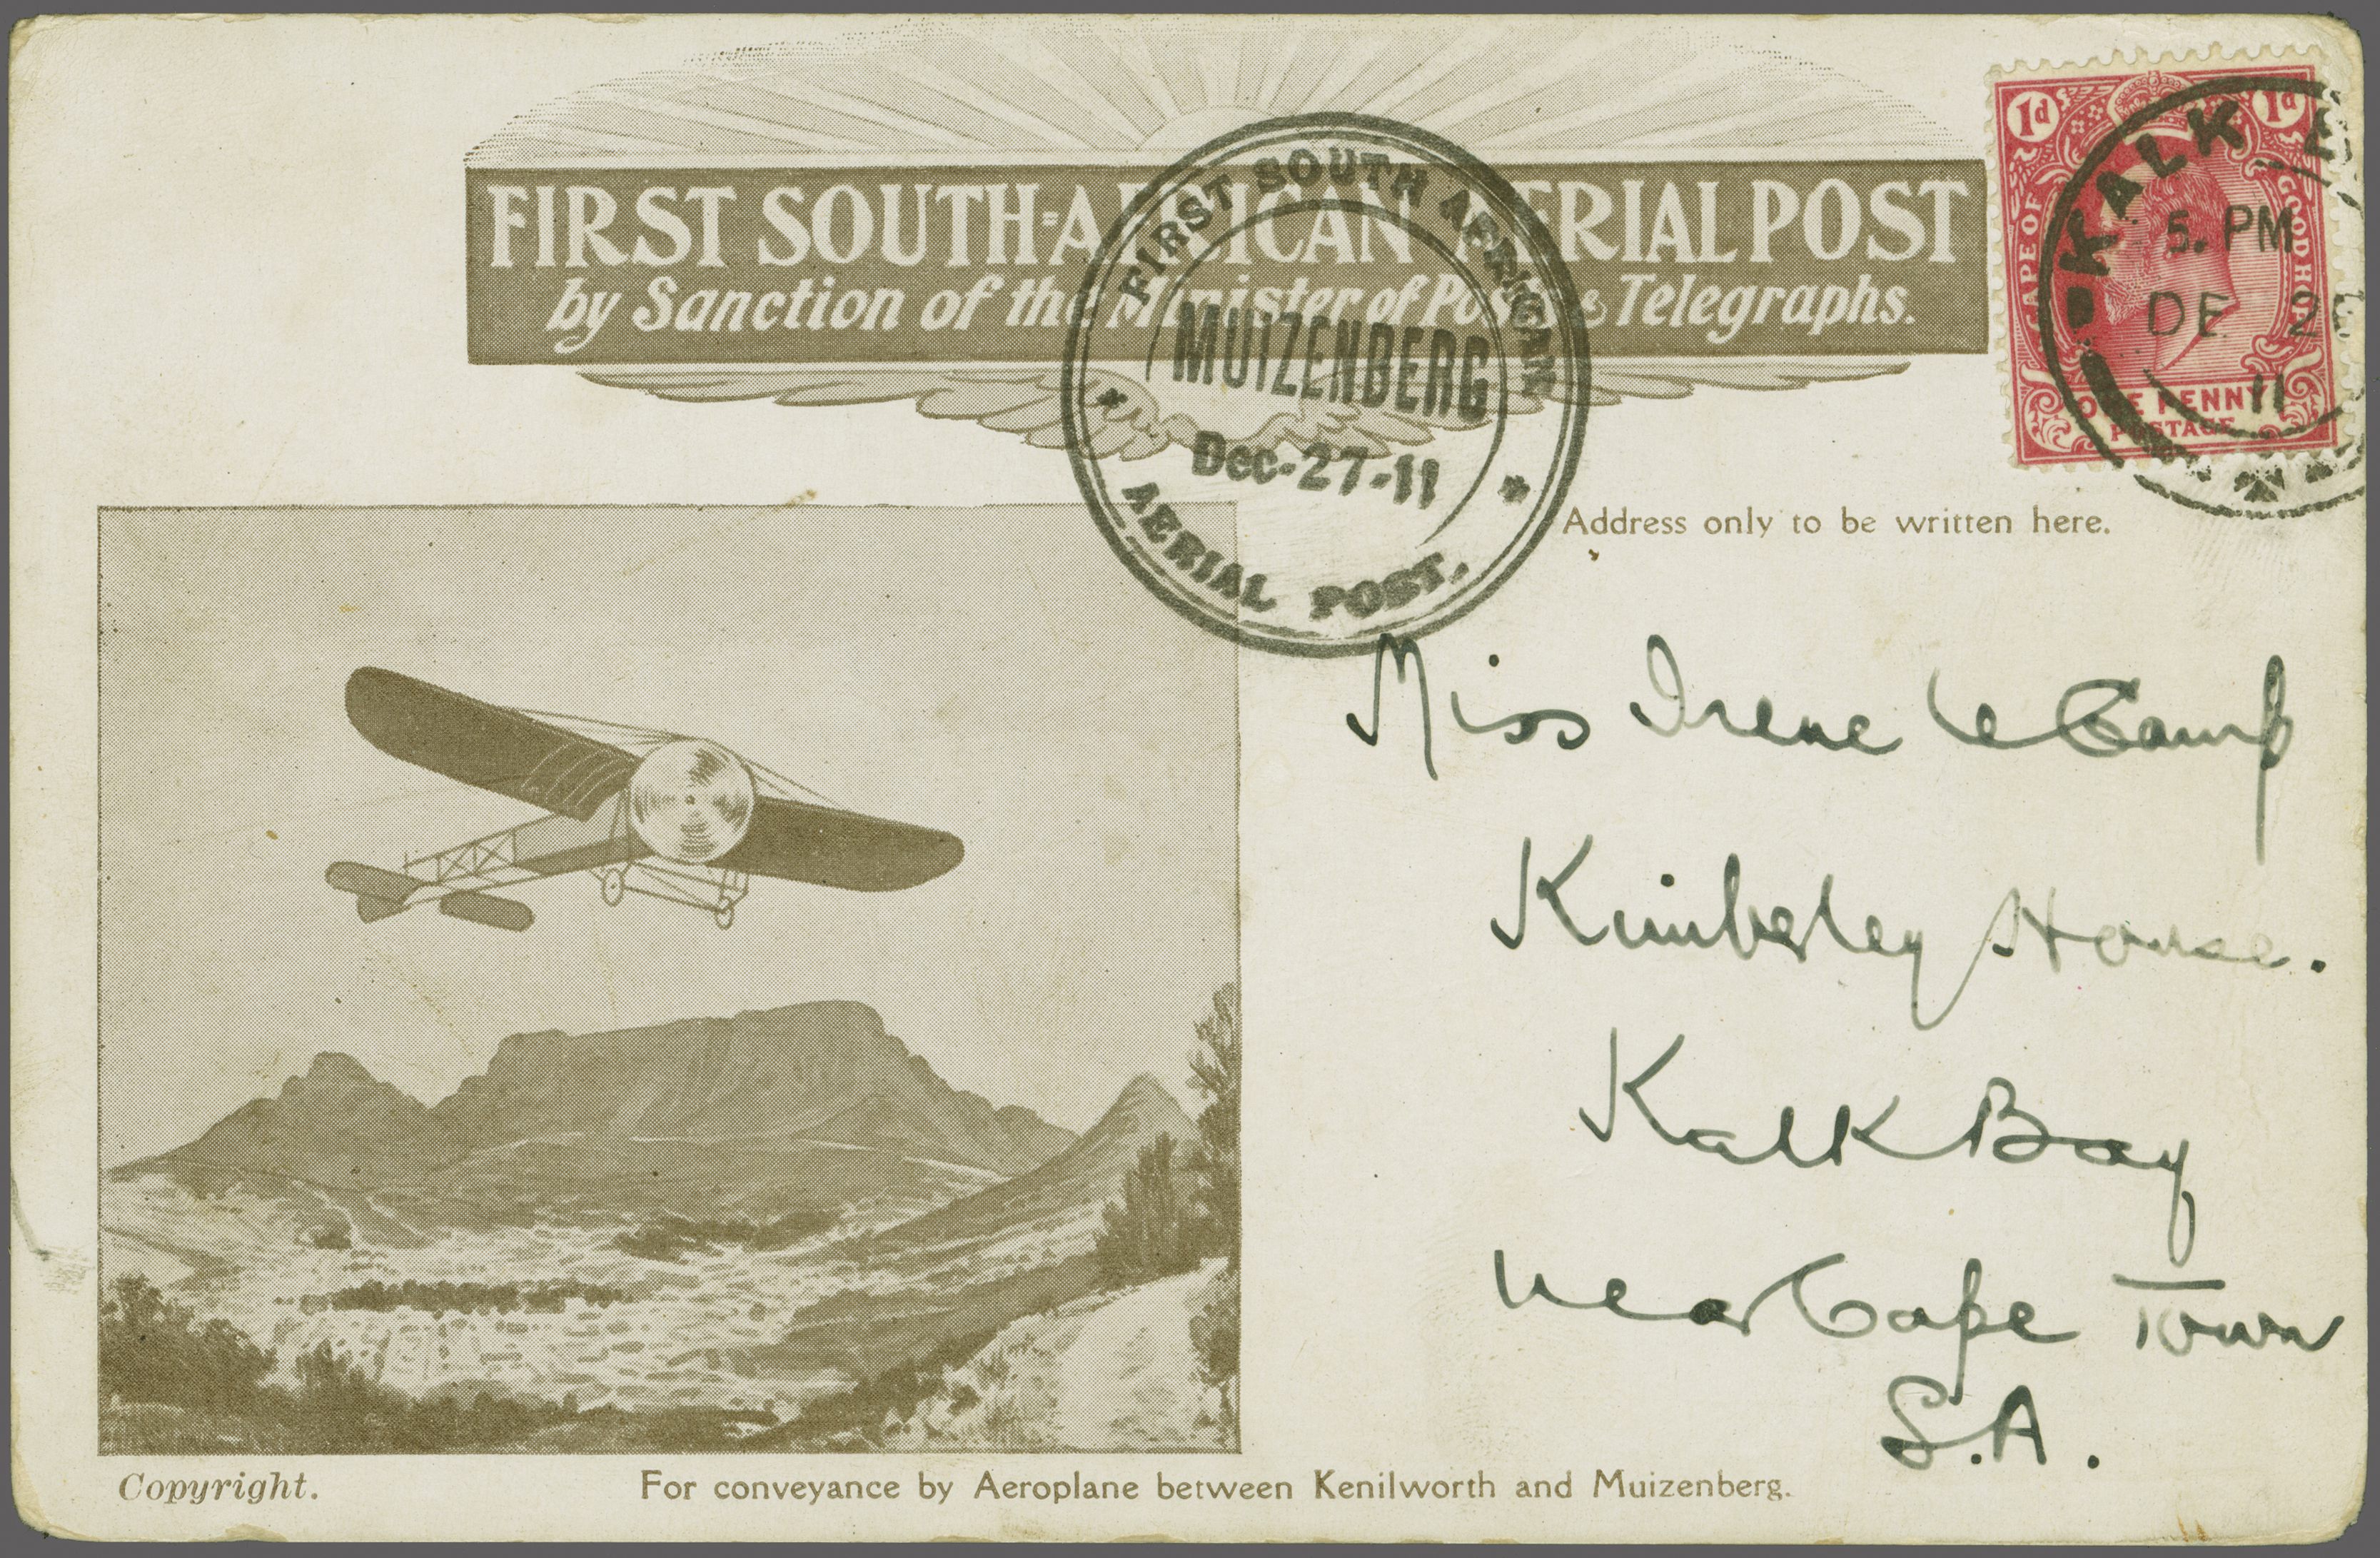 FIRST SOUTH-AFRICAN AERIAL POST
by Sanction of the Minister of Posts & Telegraphs.
FIRST SOUTH AFRICAN
MUIZENBERG
Dec-27-11
AERIAL POST.
1d 1d
CAPE OF GOOD HOPE
ONE PENNY
POSTAGE
KALK
5. PM
DE
11
Address only to be written here.
Miss Irene le Camp
Kimberley House.
Kalk Bay
near Cape Town
S.A.
Copyright.
For conveyance by Aeroplane between Kenilworth and Muizenberg.